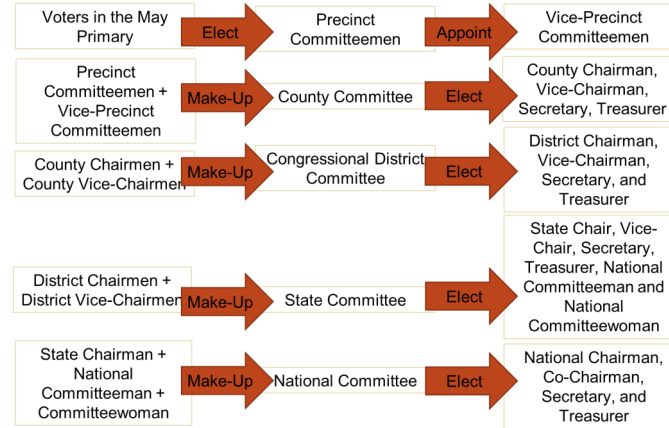 Voters in the May
Primary
Elect
Precinct
Committeemen
Appoint
Vice-Precinct
Committeemen
Precinct
Committeemen +
Vice-Precinct
Committeemen
Make-Up
County Committee
Elect
County Chairman,
Vice-Chairman,
Secretary, Treasurer
County Chairmen +
County Vice-Chairmen
Make-Up
Congressional District
Committee
Elect
District Chairman,
Vice-Chairman,
Secretary, and
Treasurer
District Chairmen +
District Vice-Chairmen
Make-Up
State Committee
Elect
State Chair, Vice-
Chair, Secretary,
Treasurer, National
Committeeman and
National
Committeewoman
State Chairman +
National
Committeeman +
Committeewoman
Make-Up
National Committee
Elect
National Chairman,
Co-Chairman,
Secretary, and
Treasurer